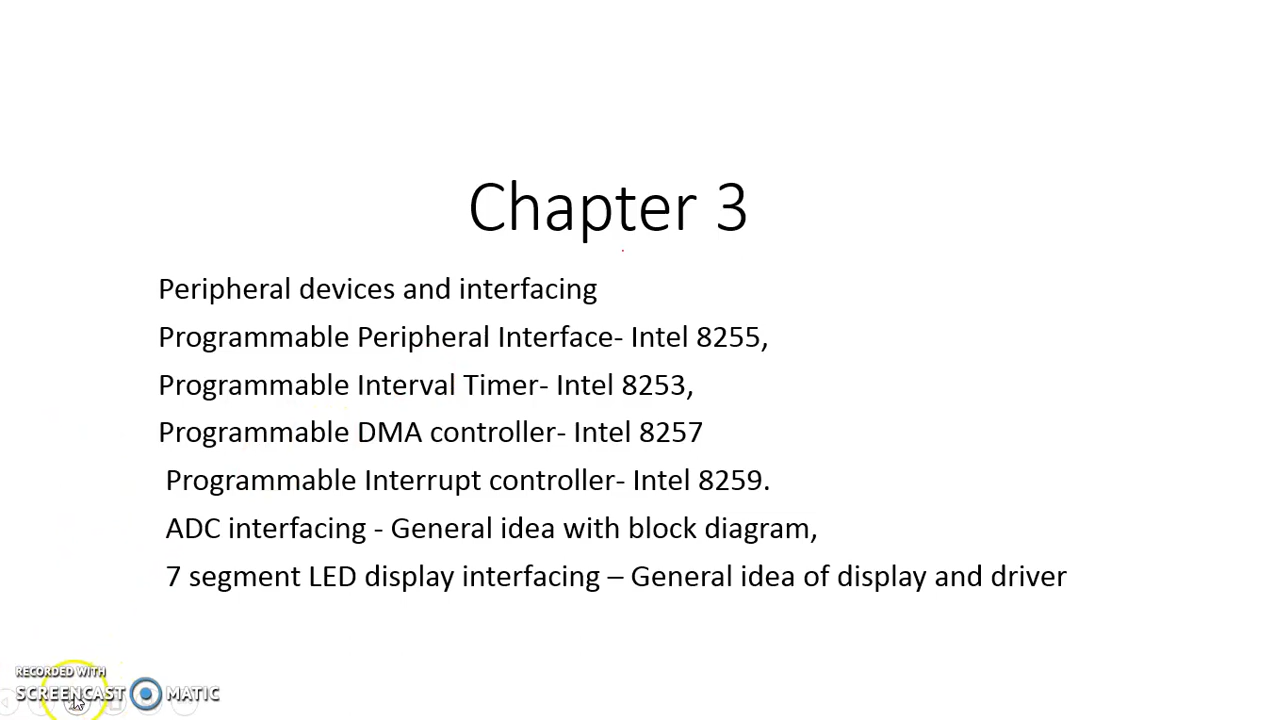 Chapter 3
Peripheral devices and interfacing
Programmable Peripheral Interface- Intel 8255,
Programmable Interval Timer- Intel 8253,
Programmable DMA controller- Intel 8257
Programmable Interrupt controller- Intel 8259.
ADC interfacing - General idea with block diagram,
7 segment LED display interfacing – General idea of display and driver
RECORDED WITH
SCREENCAST MATIC